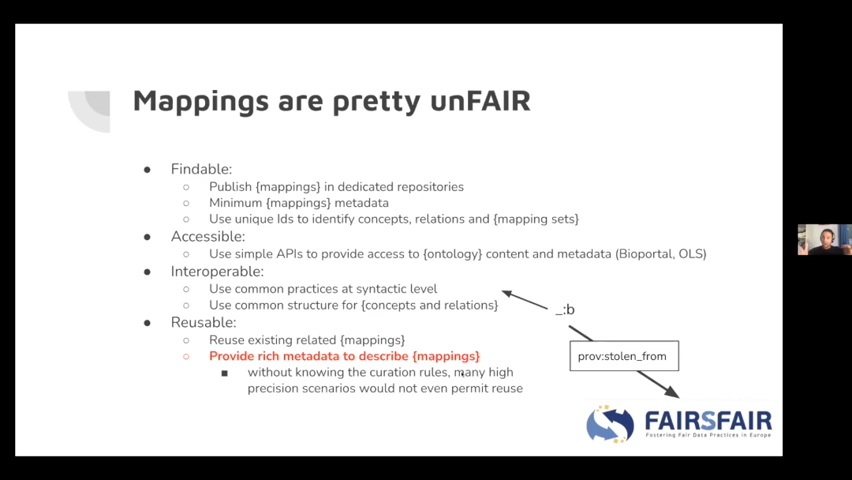 Mappings are pretty unFAIR
● Findable:
○ Publish {mappings} in dedicated repositories
○ Minimum {mappings} metadata
○ Use unique Ids to identify concepts, relations and {mapping sets}
● Accessible:
○ Use simple APIs to provide access to {ontology} content and metadata (Bioportal, OLS)
● Interoperable:
○ Use common practices at syntactic level
○ Use common structure for {concepts and relations}
● Reusable:
○ Reuse existing related {mappings}
○ Provide rich metadata to describe {mappings}
■ without knowing the curation rules, many high
precision scenarios would not even permit reuse
_:b
prov:stolen_from
FAIRSFAIR
Fostering Fair Data Practices in Europe